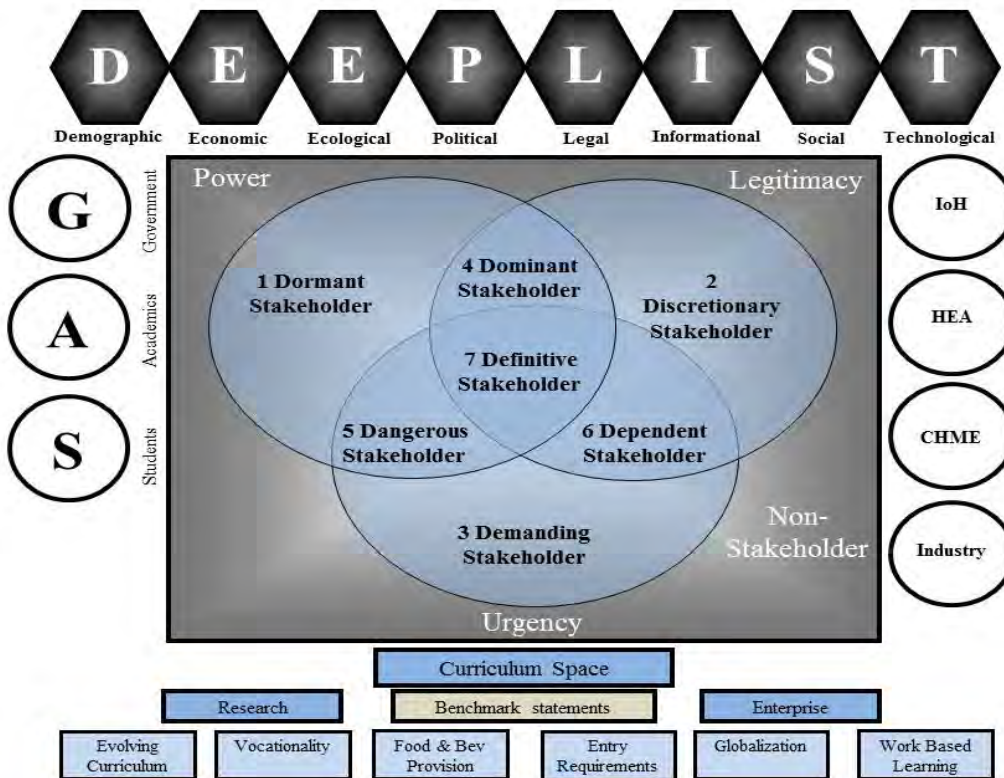 D E E P L I S T
Demographic Economic Ecological Political Legal Informational Social Technological
G
Government
A
Academics
S
Students
Power
Legitimacy
1 Dormant
Stakeholder
4 Dominant
Stakeholder
2
Discretionary
Stakeholder
7 Definitive
Stakeholder
5 Dangerous
Stakeholder
6 Dependent
Stakeholder
3 Demanding
Stakeholder
Non-
Stakeholder
Urgency
IoH
HEA
CHME
Industry
Curriculum Space
Research
Benchmark statements
Enterprise
Evolving
Curriculum
Vocationality
Food & Bev
Provision
Entry
Requirements
Globalization
Work Based
Learning